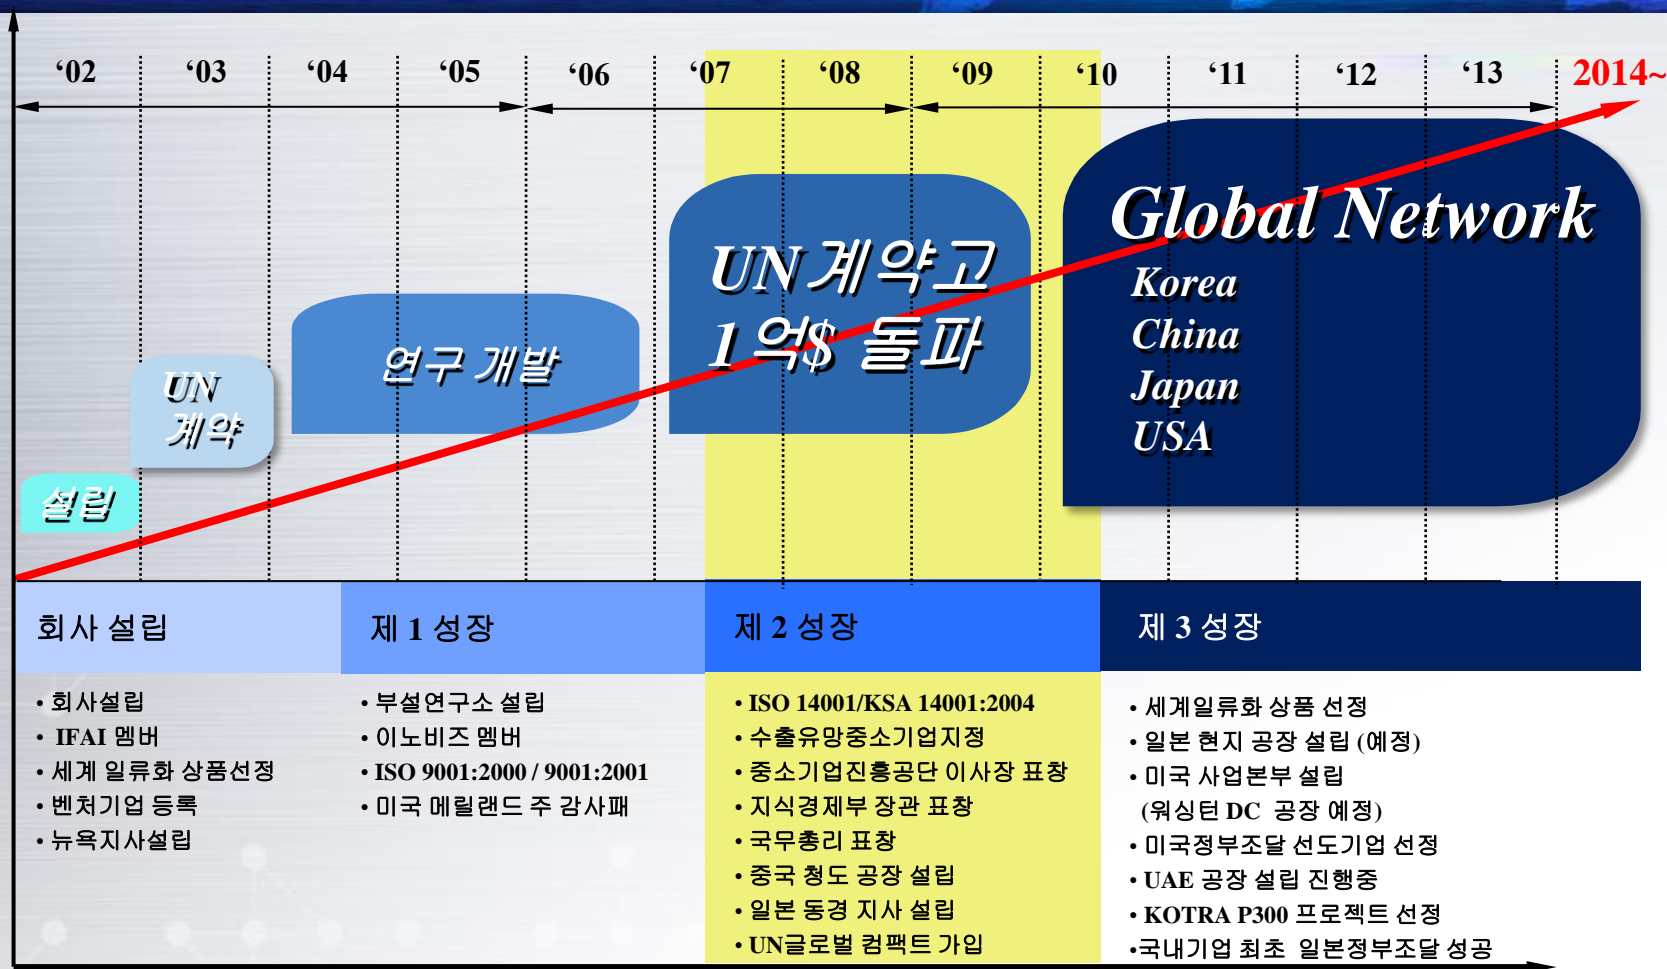 ‘02 ‘03 ‘04 ‘05 ‘06 ‘07 ‘08 ‘09 ‘10 ‘11 ‘12 ‘13 2014~
설립
UN
계약
연구 개발
UN 계약고
1억$ 돌파
Global Network
Korea
China
Japan
USA
회사 설립
• 회사설립
• IFAI 멤버
• 세계 일류화 상품선정
• 벤처기업 등록
• 뉴욕지사설립
제 1 성장
• 부설연구소 설립
• 이노비즈 멤버
• ISO 9001:2000 / 9001:2001
• 미국 메릴랜드 주 감사패
제 2 성장
• ISO 14001/KSA 14001:2004
• 수출유망중소기업지정
• 중소기업진흥공단 이사장 표창
• 지식경제부 장관 표창
• 국무총리 표창
• 중국 청도 공장 설립
• 일본 동경 지사 설립
• UN글로벌 컴팩트 가입
제 3 성장
• 세계일류화 상품 선정
• 일본 현지 공장 설립 (예정)
• 미국 사업본부 설립
(워싱턴 DC 공장 예정)
• 미국정부조달 선도기업 선정
• UAE 공장 설립 진행중
• KOTRA P300 프로젝트 선정
•국내기업 최초 일본정부조달 성공